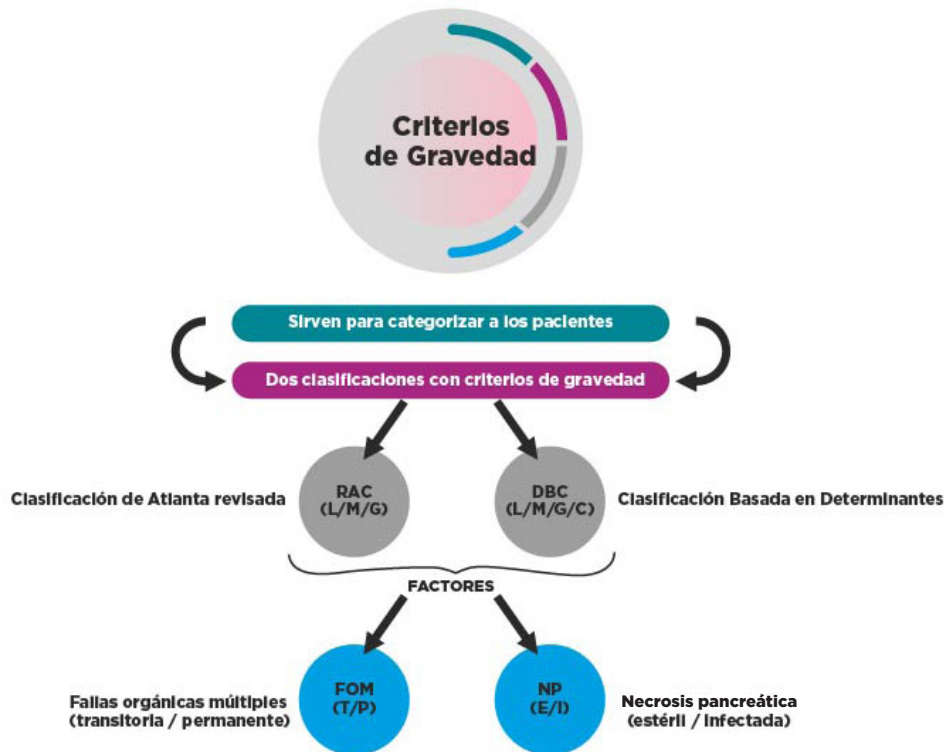 Criterios
de Gravedad
Sirven para categorizar a los pacientes
Dos clasificaciones con criterios de gravedad
Clasificación de Atlanta revisada
RAC
(L/M/G)
DBC
(L/M/G/C)
Clasificación Basada en Determinantes
FACTORES
Fallas orgánicas múltiples
(transitoria / permanente)
FOM
(T/P)
NP
(E/I)
Necrosis pancreática
(estéril / infectada)